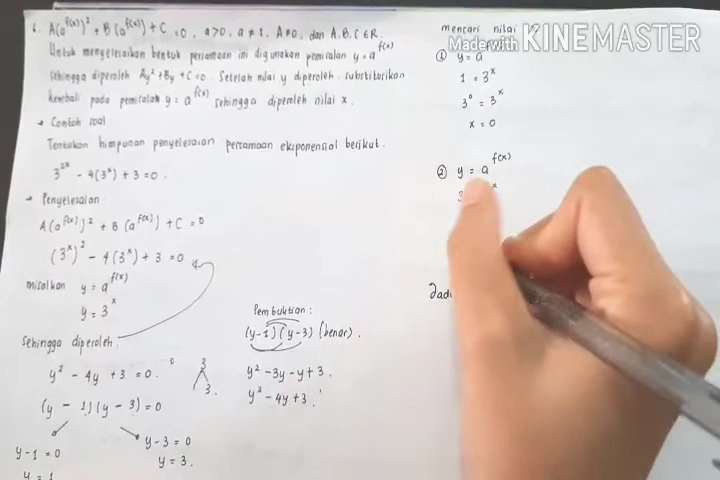 6. A(a^f(x))² + B(a^f(x)) + C = 0, a>0, a ≠ 1, A≠0, dan A.B.C ∈ R.
Untuk menyelesaikan bentuk persamaan ini digunakan pemisalan y = a^f(x)
sehingga diperoleh Ay² + By + C = 0. Setelah nilai y diperoleh substitusikan
kembali pada pemisalan y = a^f(x) sehingga diperoleh nilai x.
Contoh soal
Tentukan himpunan penyelesaian persamaan eksponensial berikut.
3^2x - 4(3^x) + 3 = 0.
Penyelesaian
A(a^f(x))² + B(a^f(x)) + C = 0
(3^x)² - 4(3^x) + 3 = 0
misalkan y = a^f(x)
y = 3^x
Sehingga diperoleh
y² - 4y + 3 = 0.
3
3.
(y - 1)(y - 3) = 0
y - 1 = 0
y = 1
y - 3 = 0
y = 3.
Pembuktian :
(y-1)(y-3) (benar).
y² - 3y - y + 3.
y² - 4y + 3.
mencari nilai
① y = a
1 = 3^x
3^0 = 3^x
x = 0
② y = a^f(x)
3
x
Jadi
Made with KINEMASTER